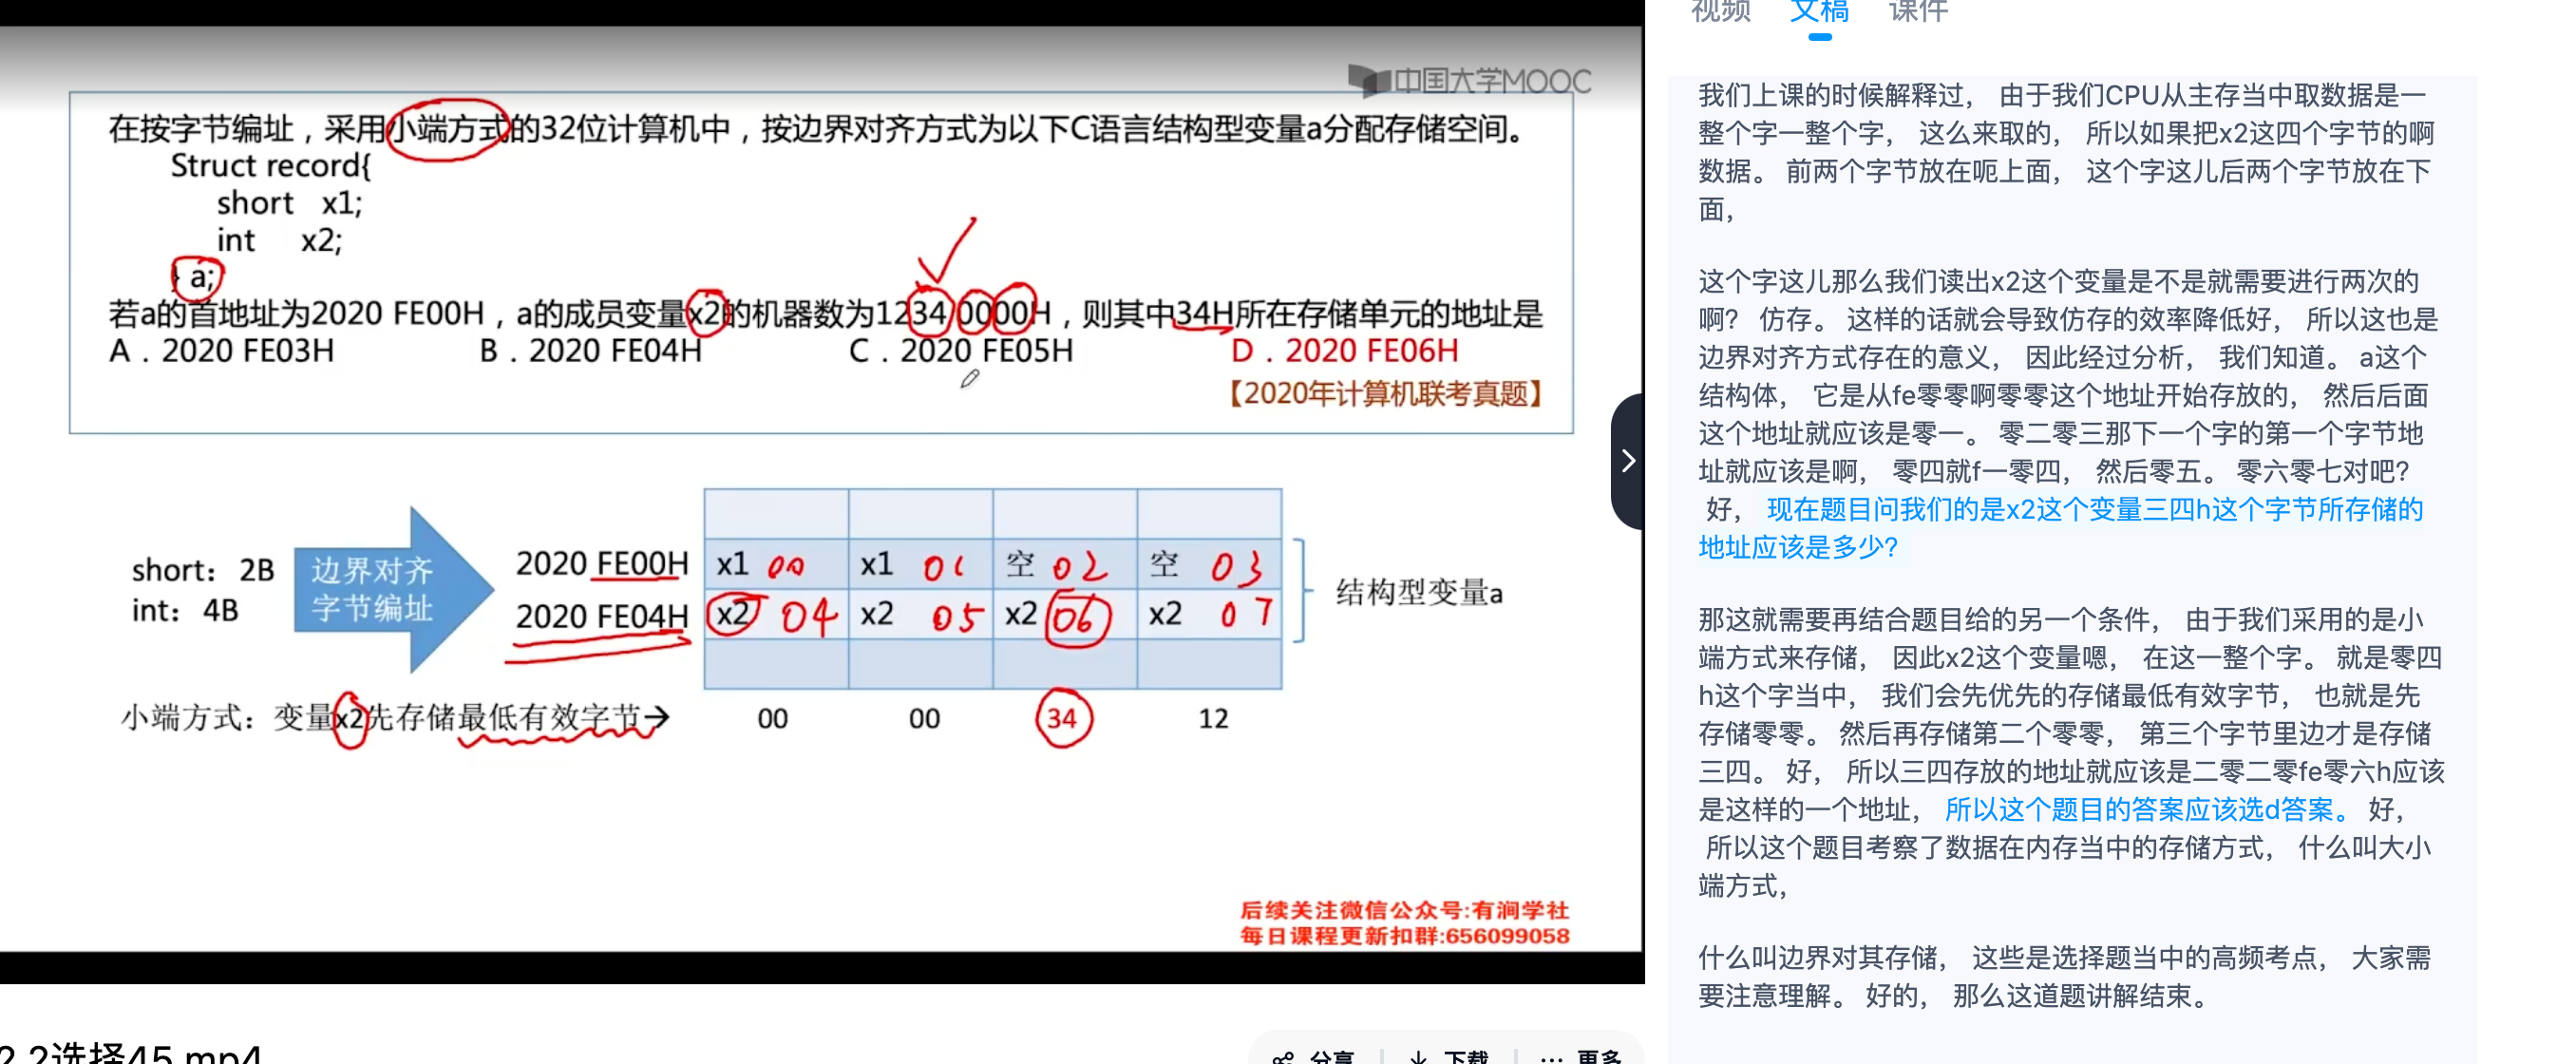 中国大学MOOC
在按字节编址，采用小端方式的32位计算机中，按边界对齐方式为以下C语言结构型变量a分配存储空间。
Struct record{
short x1;
int x2;
} a;
若a的首地址为2020 FE00H，a的成员变量x2的机器数为1234 0000H，则其中34H所在存储单元的地址是
A．2020 FE03H B．2020 FE04H C．2020 FE05H D．2020 FE06H
【2020年计算机联考真题】
short：2B
int：4B
边界对齐
字节编址
2020 FE00H x1 00 x1 01 空 02 空 03
2020 FE04H x2 04 x2 05 x2 06 x2 07
结构型变量a
小端方式：变量x2先存储最低有效字节→ 00 00 34 12
后续关注微信公众号:有涧学社
每日课程更新扣群:656099058
2.2选择45.mp4
分享 下载 更多
视频 文稿 课件
我们上课的时候解释过， 由于我们CPU从主存当中取数据是一
整个字一整个字， 这么来取的， 所以如果把x2这四个字节的啊
数据。 前两个字节放在呃上面， 这个字这儿后两个字节放在下
面，
这个字这儿那么我们读出x2这个变量是不是就需要进行两次的
啊？ 仿存。 这样的话就会导致仿存的效率降低好， 所以这也是
边界对齐方式存在的意义， 因此经过分析， 我们知道。 a这个
结构体， 它是从fe零零啊零零这个地址开始存放的， 然后后面
这个地址就应该是零一。 零二零三那下一个字的第一个字节地
址就应该是啊， 零四就f一零四， 然后零五。 零六零七对吧？
好， 现在题目问我们的是x2这个变量三四h这个字节所存储的
地址应该是多少？
那这就需要再结合题目给的另一个条件， 由于我们采用的是小
端方式来存储， 因此x2这个变量嗯， 在这一整个字。 就是零四
h这个字当中， 我们会先优先的存储最低有效字节， 也就是先
存储零零。 然后再存储第二个零零， 第三个字节里边才是存储
三四。 好， 所以三四存放的地址就应该是二零二零fe零六h应该
是这样的一个地址， 所以这个题目的答案应该选d答案。 好，
所以这个题目考察了数据在内存当中的存储方式， 什么叫大小
端方式，
什么叫边界对其存储， 这些是选择题当中的高频考点， 大家需
要注意理解。 好的， 那么这道题讲解结束。